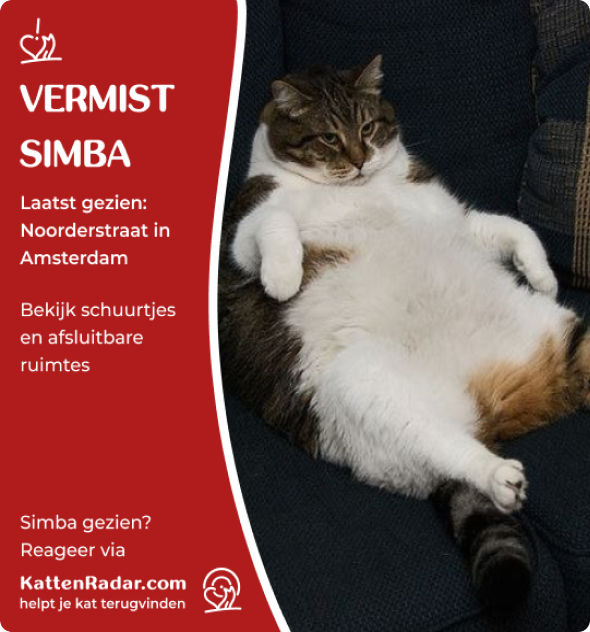 VERMIST
SIMBA
Laatst gezien:
Noorderstraat in
Amsterdam
Bekijk schuurtjes
en afsluitbare
ruimtes
Simba gezien?
Reageer via
KattenRadar.com
helpt je kat terugvinden